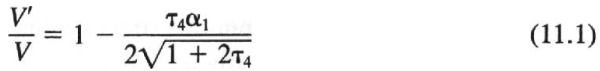 V′/V = 1 − τ₄α₁/(2√(1 + 2τ₄)) (11.1)